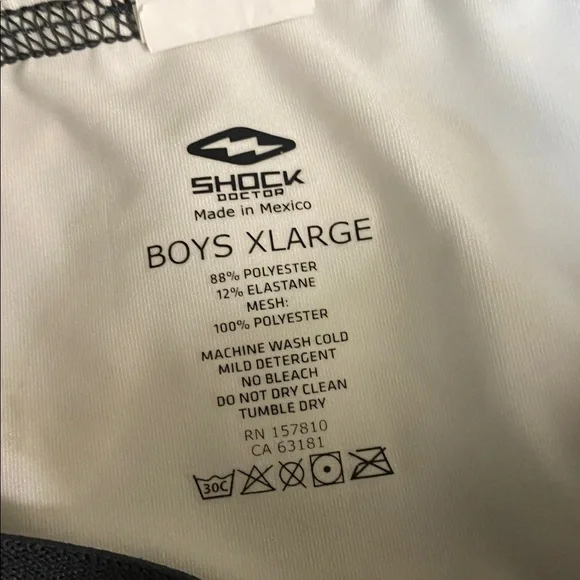 SHOCK
DOCTOR
Made in Mexico
BOYS XLARGE
88% POLYESTER
12% ELASTANE
MESH:
100% POLYESTER
MACHINE WASH COLD
MILD DETERGENT
NO BLEACH
DO NOT DRY CLEAN
TUMBLE DRY
RN 157810
CA 63181
30C